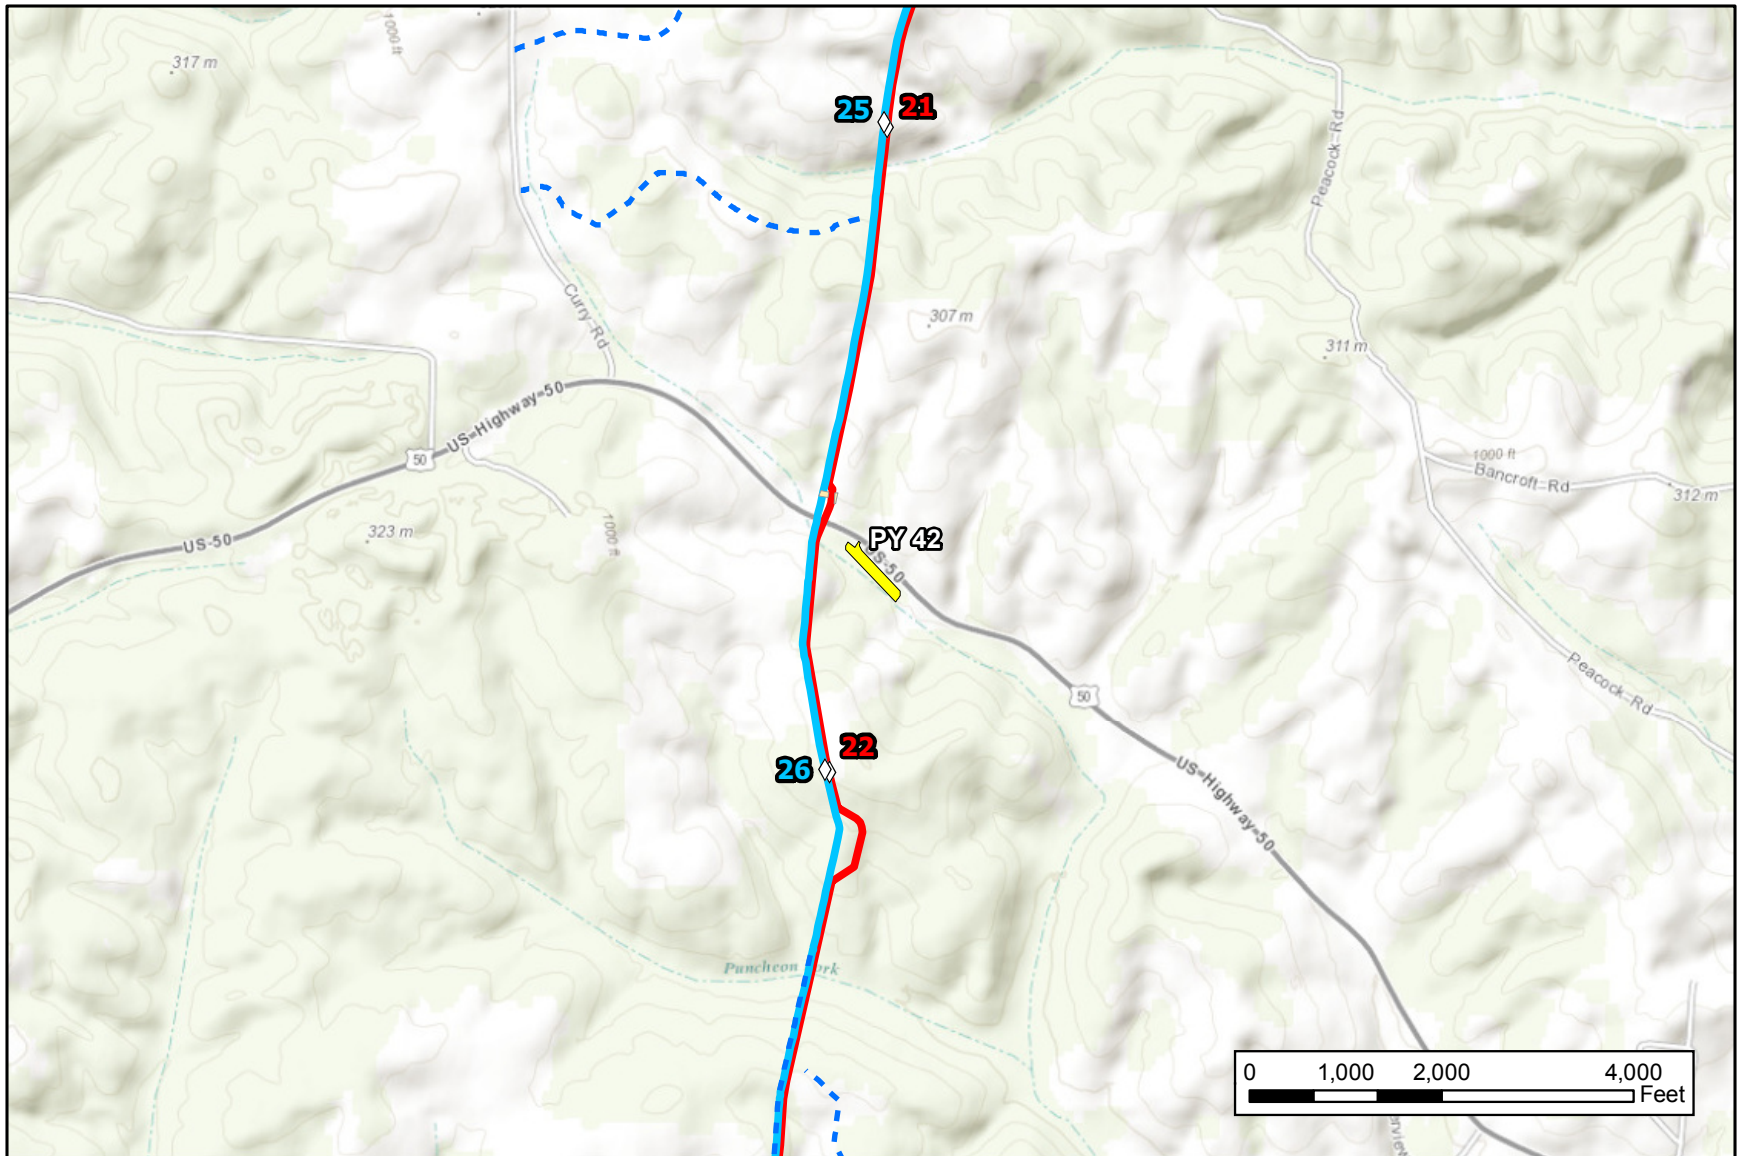 1000 ft
317 m
25
21
Peacock Rd
Curry Rd
307 m
311 m
US Highway 50
50
1000 ft
Bancroft Rd
312 m
323 m
1000 ft
US-50
PY 42
US-50
Peacock Rd
50
22
26
US Highway 50
Puncheon
0 1,000 2,000 4,000
Feet